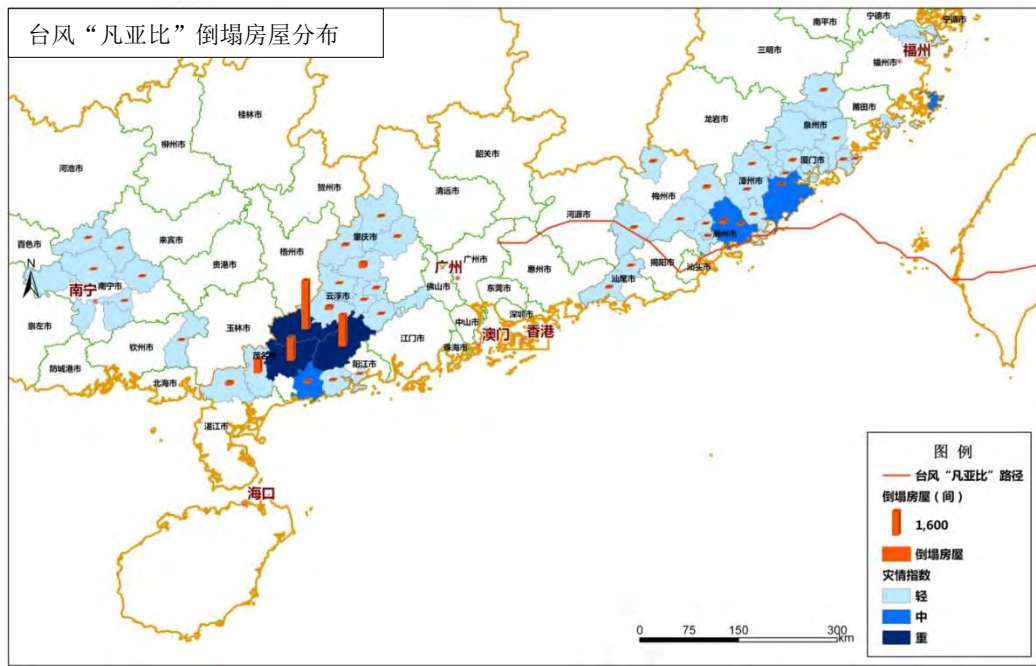 台风“凡亚比”倒塌房屋分布
南平市
宁德市
宁德市
福州
福州市
三明市
莆田市
泉州市
龙岩市
厦门市
漳州市
桂林市
柳州市
河池市
韶关市
贺州市
清远市
梅州市
河源市
潮州市
百色市
来宾市
梧州市
肇庆市
贵港市
广州
广州市
惠州市
揭阳市
汕头市
汕尾市
N
南宁
南宁市
云浮市
佛山市
东莞市
崇左市
玉林市
钦州市
中山市
深圳市
江门市
珠海市
澳门
香港
茂名市
阳江市
防城港市
北海市
湛江市
海口
图 例
台风“凡亚比”路径
倒塌房屋(间)
1,600
倒塌房屋
灾情指数
轻
中
重
0 75 150 300
km